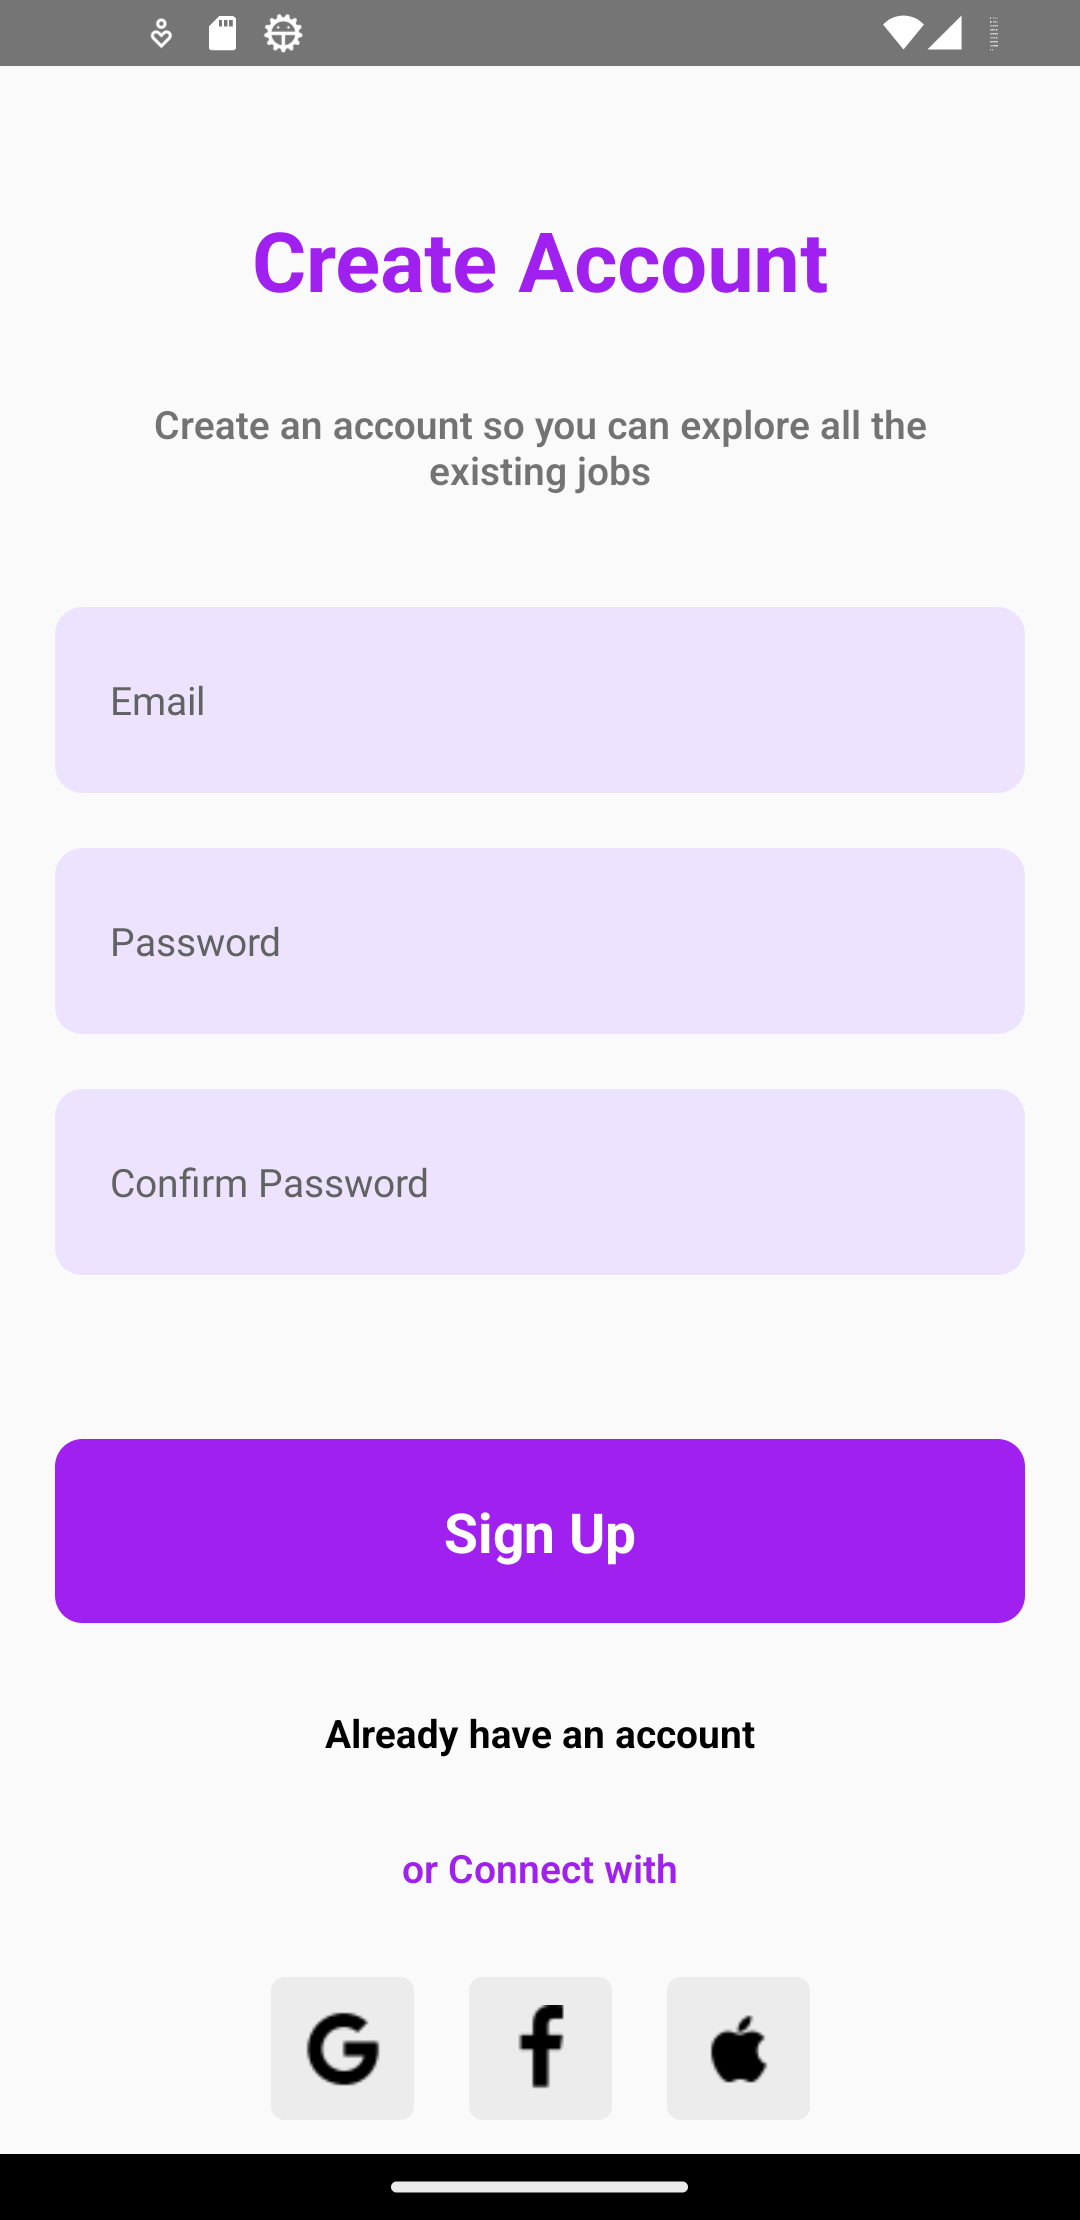 Create Account
Create an account so you can explore all the
existing jobs
Email
Password
Confirm Password
Sign Up
Already have an account
or Connect with